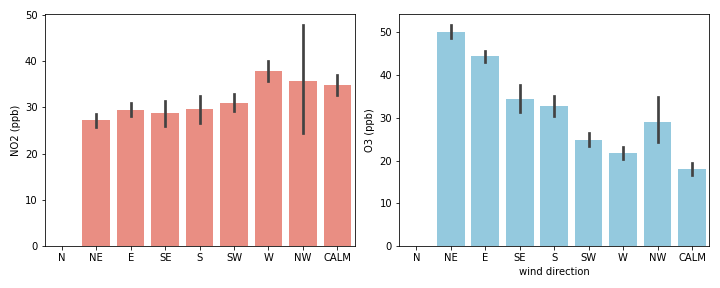 NO2 (ppb)
50
40
30
20
10
0
N NE E SE S SW W NW CALM
O3 (ppb)
50
40
30
20
10
0
N NE E SE S SW W NW CALM
wind direction